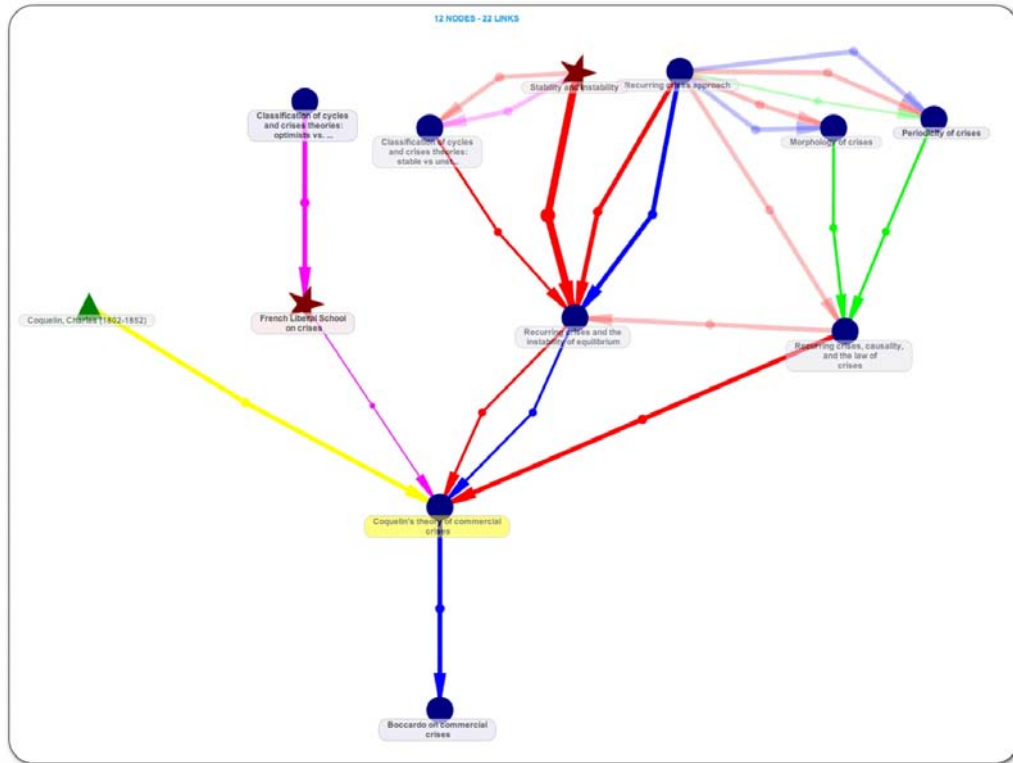 12 NODES - 22 LINKS
Stability and instability
Recurring crises approach
Classification of cycles
and crises theories:
optimists vs. ...
Classification of cycles
and crises theories:
stable vs unst...
Morphology of crises
Periodicity of crises
Coquelin, Charles [1802-1852]
French Liberal School
on crises
Recurring crises and the
instability of equilibrium
Recurring crises, causality,
and the law of
crises
Coquelin's theory of commercial
crises
Boccardo on commercial
crises